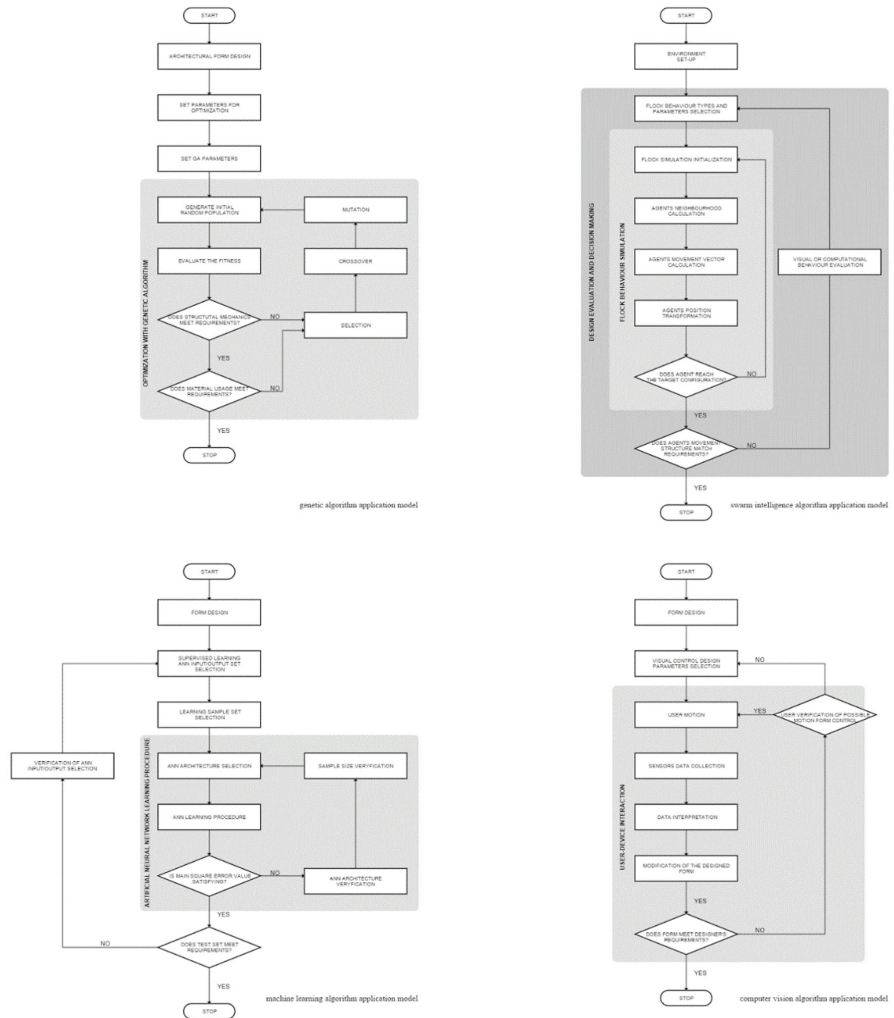 START
ARCHITECTURAL FORM DESIGN
SET PARAMETERS FOR
OPTIMIZATION
SET GA PARAMETERS
OPTIMIZATION WITH GENETIC ALGORITHM
GENERATE INITIAL
RANDOM POPULATION
MUTATION
EVALUATE THE FITNESS
CROSSOVER
DOES STRUCTUTAL MECHANICS
MEET REQUIREMENTS?
NO
SELECTION
YES
DOES MATERIAL USAGE MEET
REQUIREMENTS?
NO
YES
STOP
genetic algorithm application model
START
ENVIRONMENT
SET-UP
DESIGN EVALUATION AND DECISION MAKING
FLOCK BEHAVIOUR TYPES AND
PARAMETERS SELECTION
FLOCK BEHAVIOUR SIMULATION
FLOCK SIMULATION INITIALIZATION
AGENTS NEIGHBOURHOOD
CALCULATION
AGENTS MOVEMENT VECTOR
CALCULATION
VISUAL OR COMPUTATIONAL
BEHAVIOUR EVALUATION
AGENTS POSITION
TRANSFORMATION
DOES AGENT REACH
THE TARGET CONFIGURATION?
NO
YES
DOES AGENTS MOVEMENT
STRUCTURE MATCH
REQUIREMENTS?
NO
YES
STOP
swarm intelligence algorithm application model
START
FORM DESIGN
SUPERVISED LEARNING
ANN INPUT/OUTPUT SET
SELECTION
LEARNING SAMPLE SET
SELECTION
VERIFICATION OF ANN
INPUT/OUTPUT SELECTION
ARTIFICIAL NEURAL NETWORK LEARNING PROCEDURE
ANN ARCHITECTURE SELECTION
SAMPLE SIZE VERYFICATION
ANN LEARNING PROCEDURE
IS MAIN SQUARE ERROR VALUE
SATISFYING?
NO
ANN ARCHITECTURE
VERYFICATION
YES
NO
DOES TEST SET MEET
REQUIREMENTS?
YES
STOP
machine learning algorithm application model
START
FORM DESIGN
VISUAL CONTROL DESIGN
PARAMETERS SELECTION
NO
USER-DEVICE INTERACTION
USER MOTION
YES
USER VERIFICATION OF POSSIBLE
MOTION FORM CONTROL
SENSORS DATA COLLECTION
DATA INTERPRETATION
MODIFICATION OF THE DESIGNED
FORM
YES
DOES FORM MEET DESIGNER'S
REQUIREMENTS?
NO
YES
STOP
computer vision algorithm application model